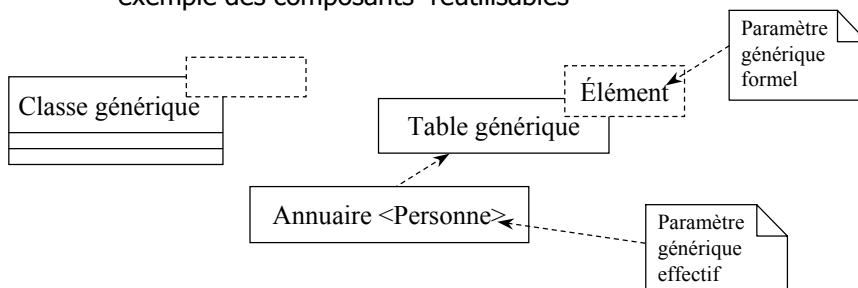 exemple des composants réutilisables
Paramètre
générique
formel
Classe générique
Élément
Table générique
Annuaire <Personne>
Paramètre
générique
effectif